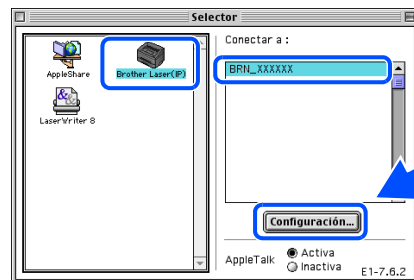 Selector
Conectar a :
AppleShare
Brother Laser(IP)
BRN_XXXXXX
LaserWriter 8
Configuración...
AppleTalk
Activa
Inactiva
E1-7.6.2